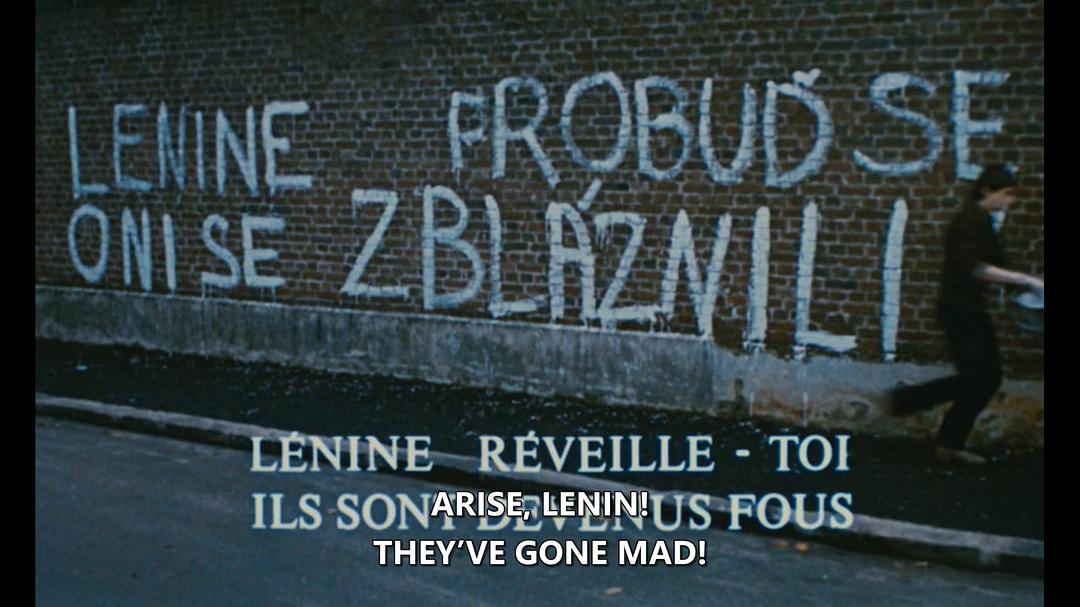 LENINE PROBUĎ SE
ONI SE ZBLÁZNILI
LÉNINE RÉVEILLE - TOI
ILS SONT DEVENUS FOUS
ARISE, LENIN!
THEY’VE GONE MAD!